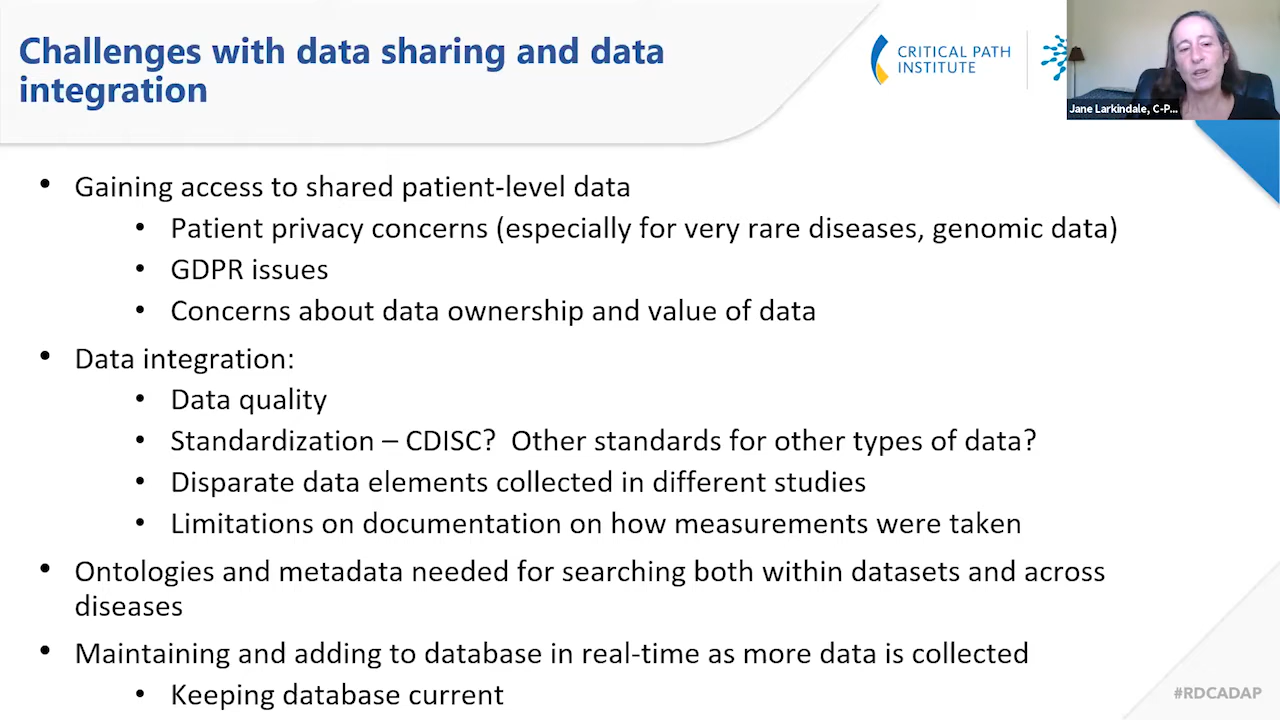 Challenges with data sharing and data
integration
CRITICAL PATH
INSTITUTE
Jane Larkindale, C-P...
• Gaining access to shared patient-level data
• Patient privacy concerns (especially for very rare diseases, genomic data)
• GDPR issues
• Concerns about data ownership and value of data
• Data integration:
• Data quality
• Standardization – CDISC?  Other standards for other types of data?
• Disparate data elements collected in different studies
• Limitations on documentation on how measurements were taken
• Ontologies and metadata needed for searching both within datasets and across
diseases
• Maintaining and adding to database in real-time as more data is collected
• Keeping database current
#RDCADAP